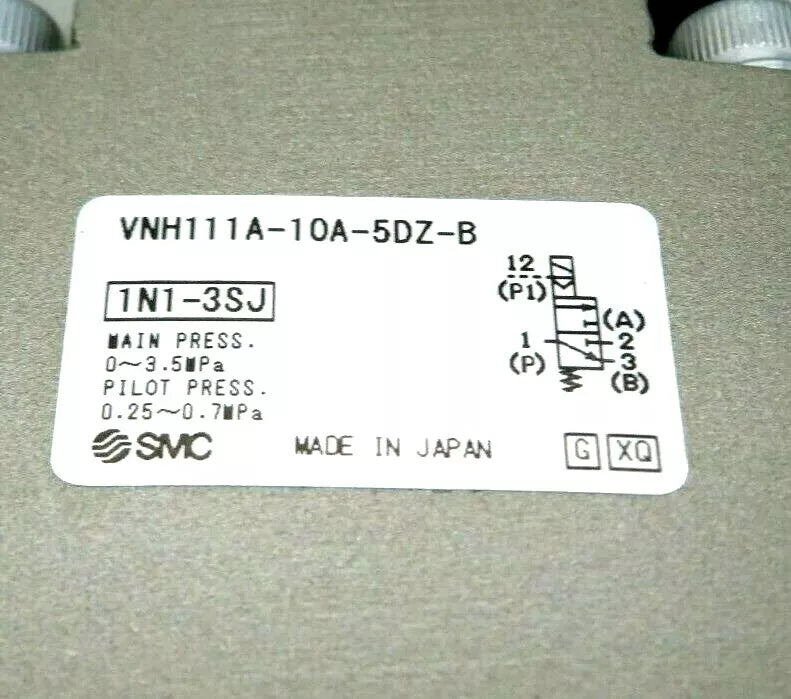 VNH111A-10A-5DZ-B
1N1-3SJ
MAIN PRESS.
0～3.5MPa
PILOT PRESS.
0.25～0.7MPa
SMC
MADE IN JAPAN
G XQ
12
(P1)
(A)
1 2
(P) 3
(B)